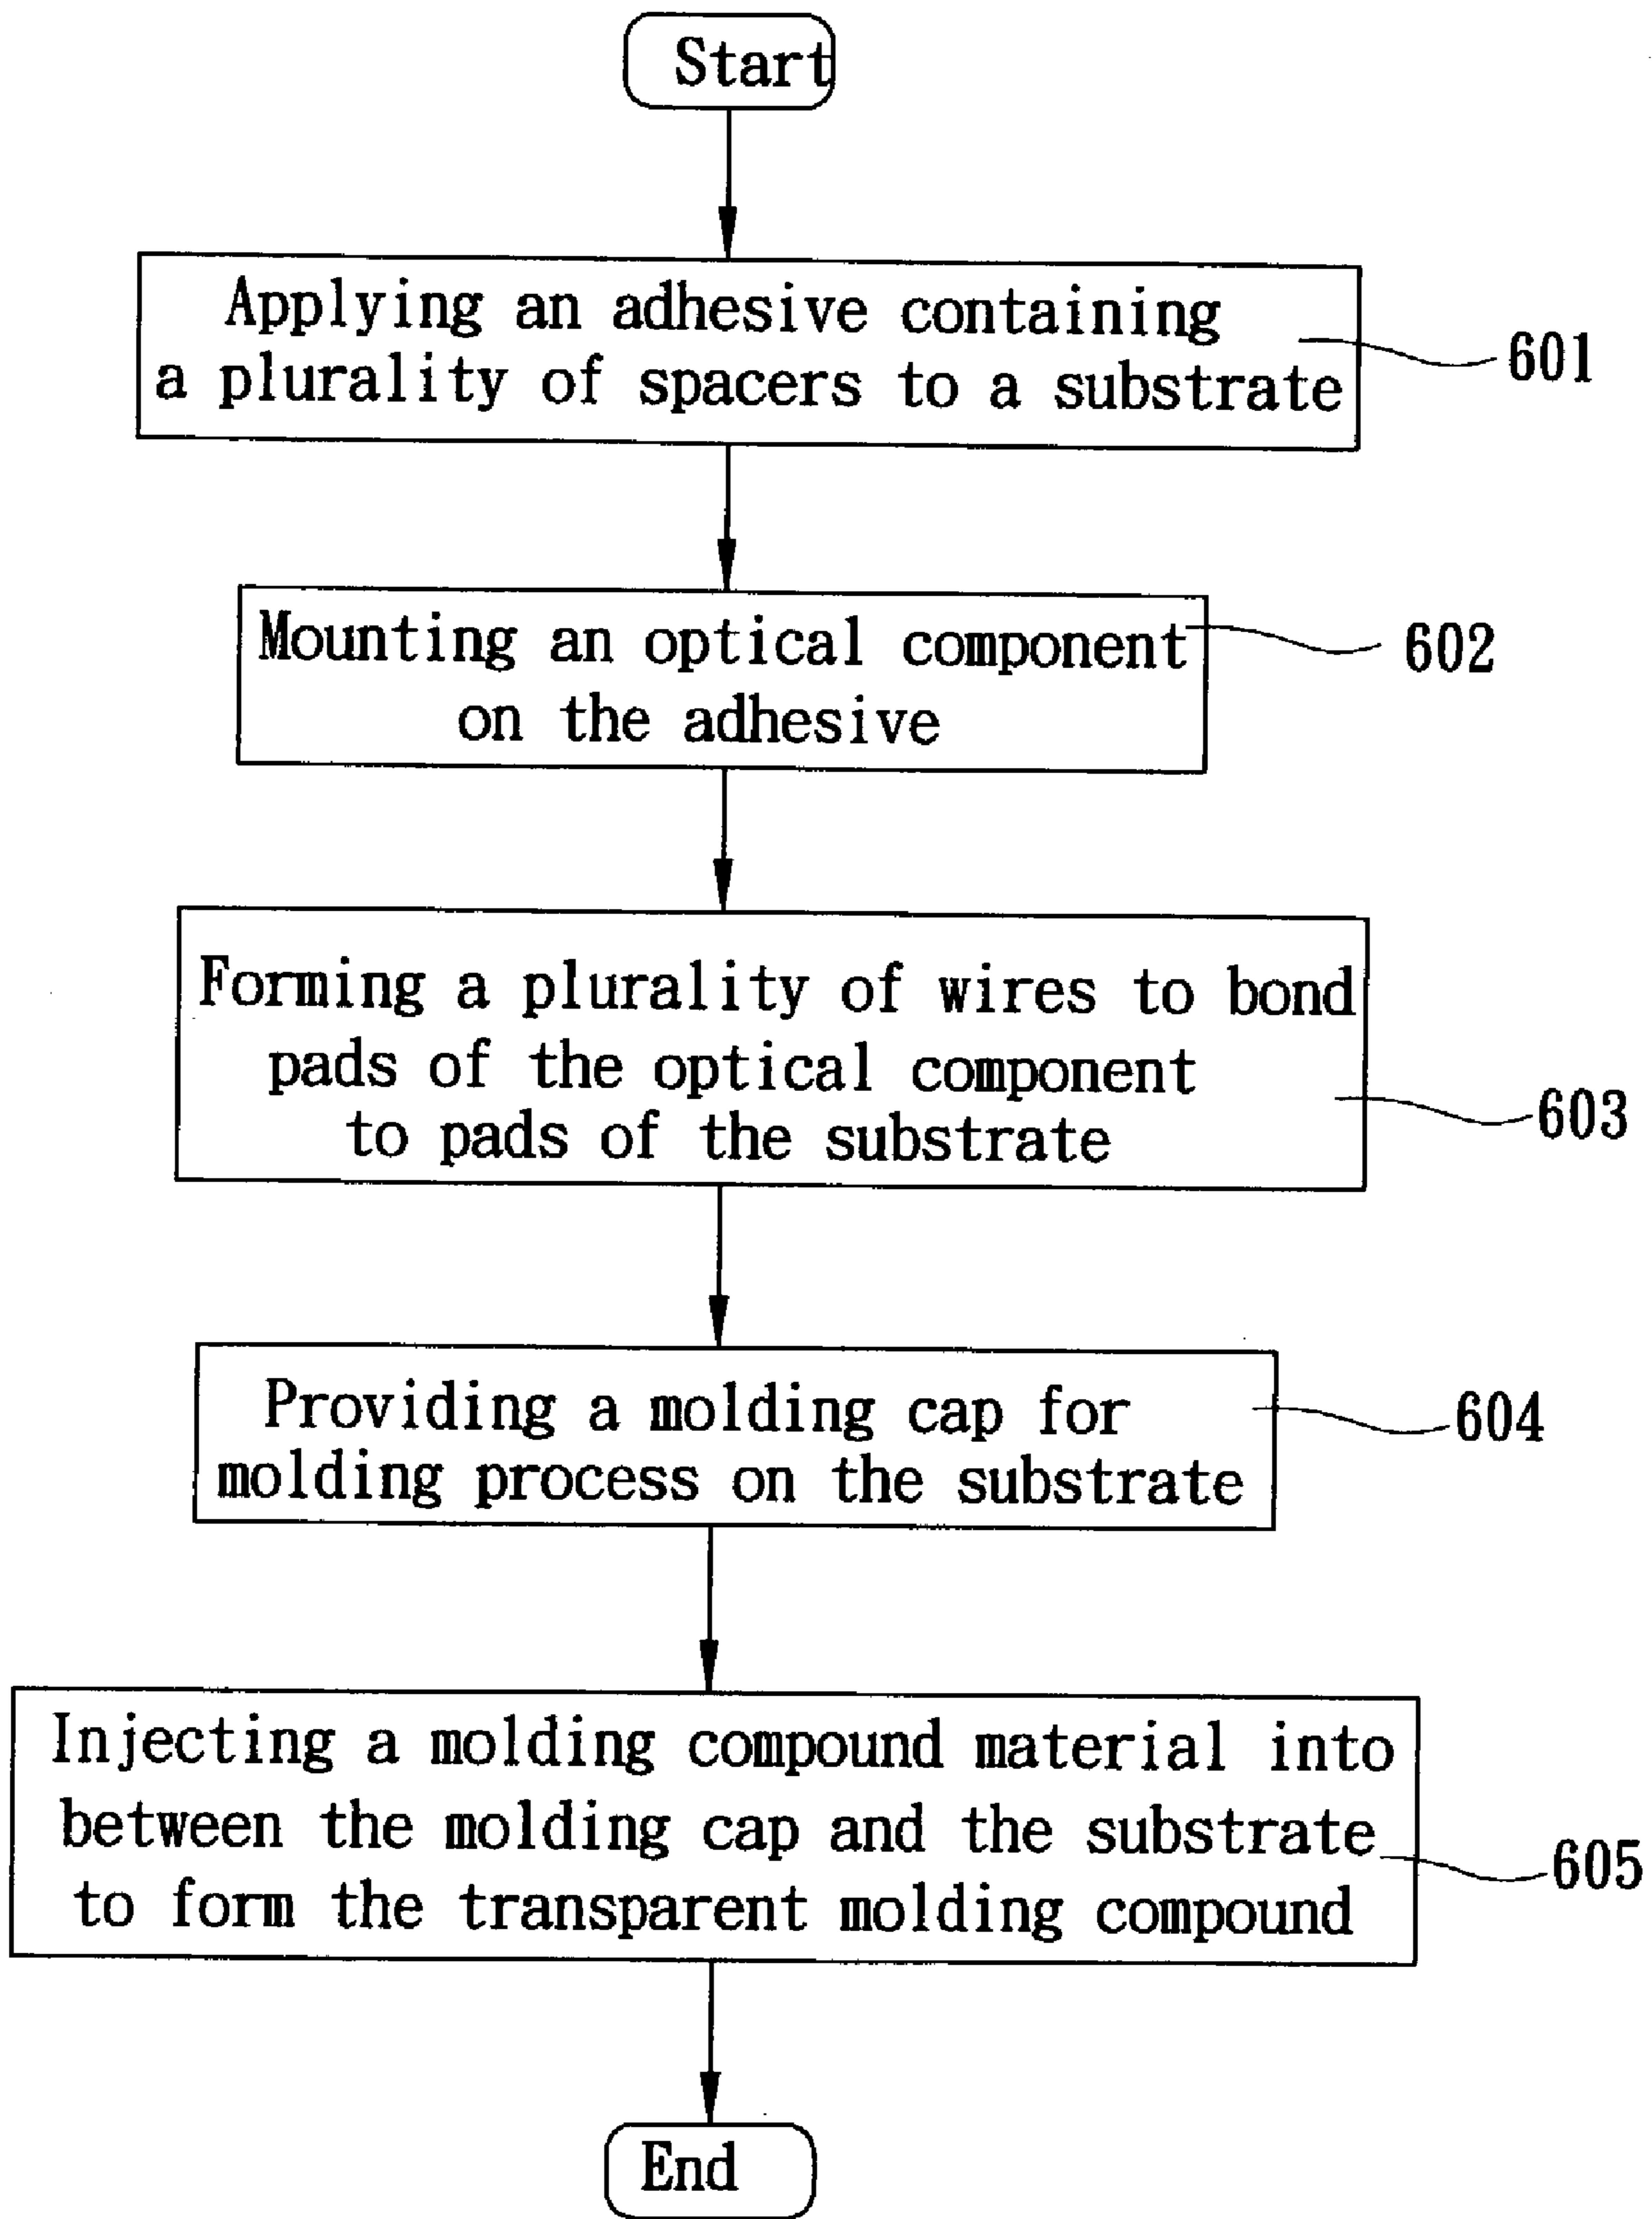 Start
Applying an adhesive containing
a plurality of spacers to a substrate
601
Mounting an optical component
on the adhesive
602
Forming a plurality of wires to bond
pads of the optical component
to pads of the substrate
603
Providing a molding cap for
molding process on the substrate
604
Injecting a molding compound material into
between the molding cap and the substrate
to form the transparent molding compound
605
End